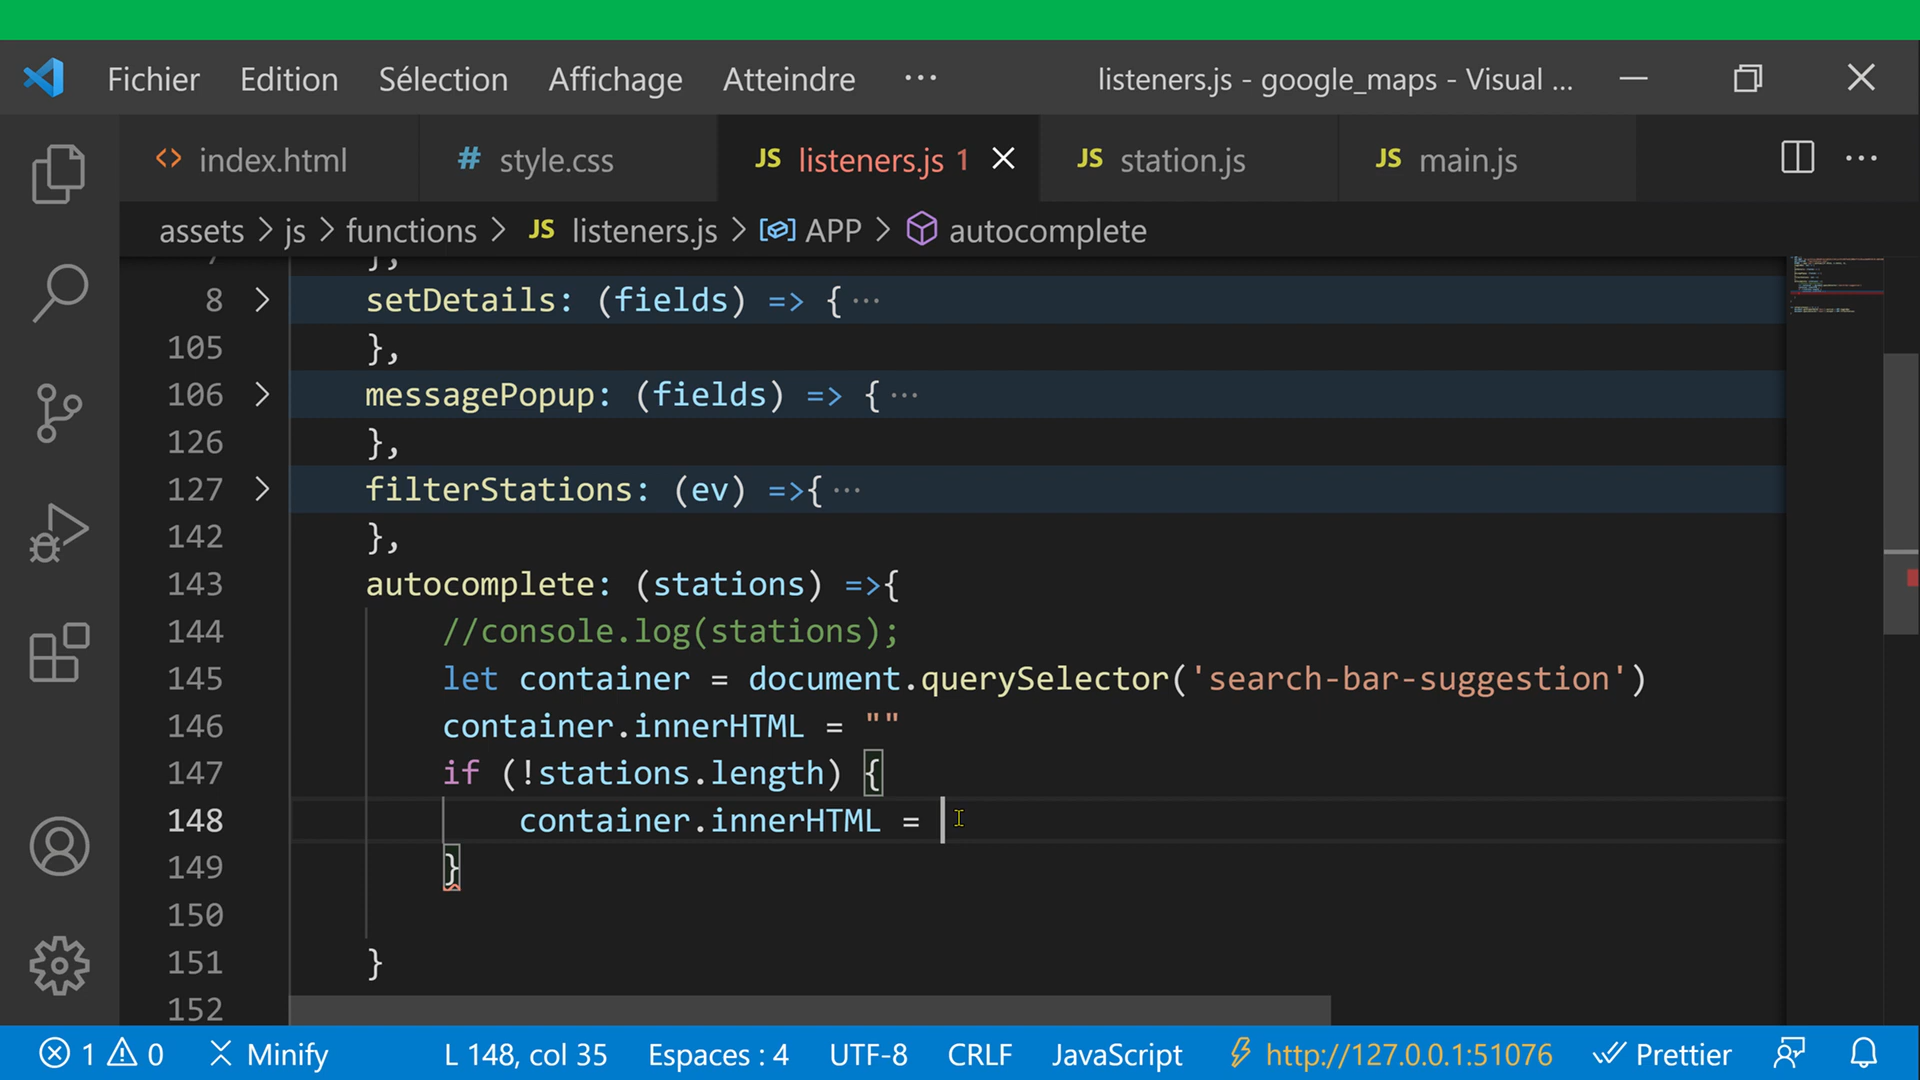 Fichier Edition Sélection Affichage Atteindre ··· listeners.js - google_maps - Visual ...
<> index.html # style.css JS listeners.js 1 JS station.js JS main.js ···
assets > js > functions > JS listeners.js > APP > autocomplete
},
8 > setDetails: (fields) => { ···
105 },
106 > messagePopup: (fields) => { ···
126 },
127 > filterStations: (ev) =>{ ···
142 },
143 autocomplete: (stations) =>{
144 //console.log(stations);
145 let container = document.querySelector('search-bar-suggestion')
146 container.innerHTML = ""
147 if (!stations.length) {
148 container.innerHTML =
149 }
150
151 }
152
1 0 Minify L 148, col 35 Espaces : 4 UTF-8 CRLF JavaScript http://127.0.0.1:51076 Prettier